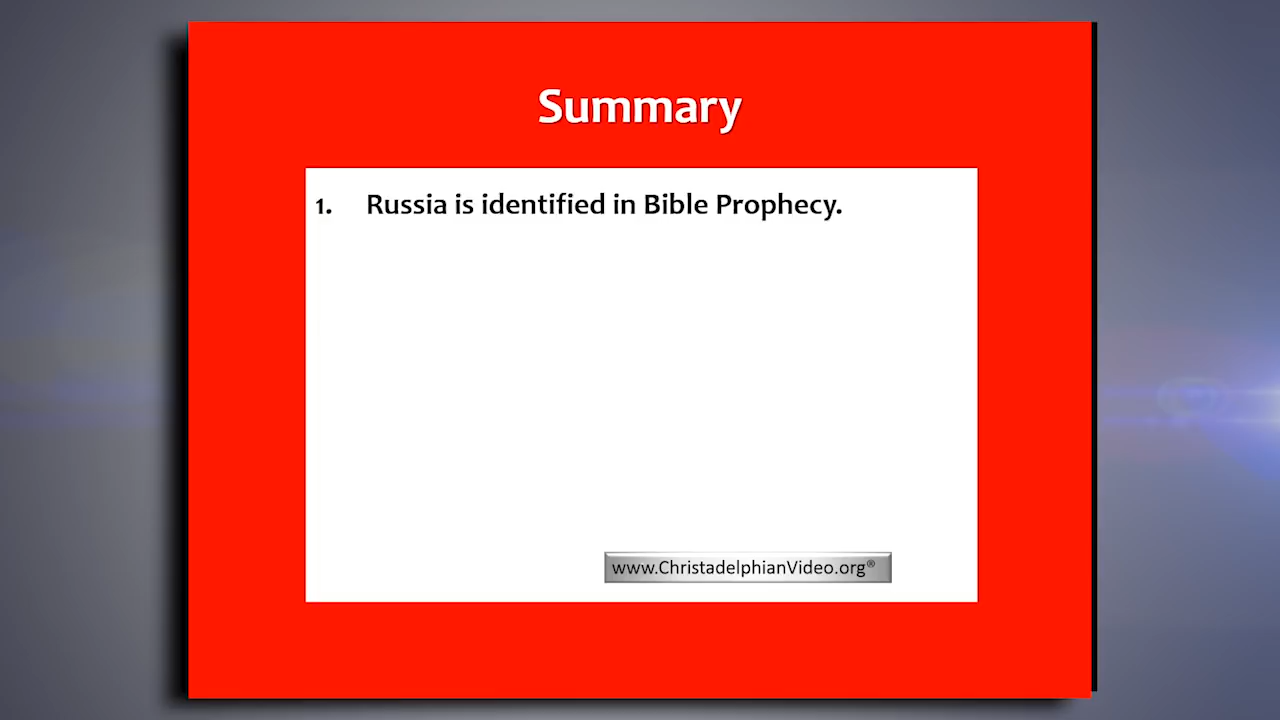 Summary
1. Russia is identified in Bible Prophecy.
www.ChristadelphianVideo.org®